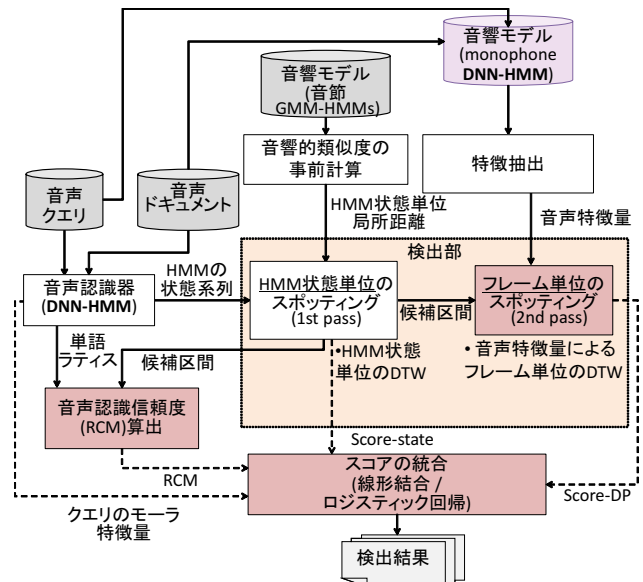 音響モデル
(monophone
DNN-HMM)
音響モデル
(音節
GMM-HMMs)
音響的類似度の
事前計算
特徴抽出
音声
クエリ
音声
ドキュメント
HMM状態単位
局所距離
音声特徴量
検出部
音声認識器
(DNN-HMM)
HMMの
状態系列
HMM状態単位の
スポッティング
(1st pass)
候補区間
フレーム単位の
スポッティング
(2nd pass)
単語
ラティス
候補区間
•HMM状態
単位のDTW
• 音声特徴量による
フレーム単位のDTW
音声認識信頼度
(RCM)算出
Score-state
RCM
スコアの統合
(線形結合 /
ロジスティック回帰)
Score-DP
クエリのモーラ
特徴量
検出結果